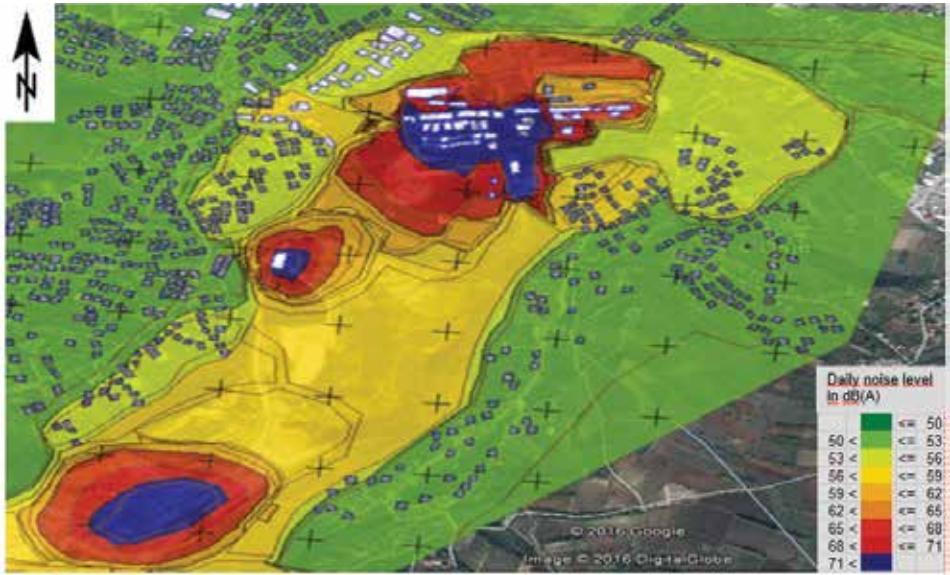 N
Daily noise level
in dB(A)
<= 50
50 < <= 53
53 < <= 56
56 < <= 59
59 < <= 62
62 < <= 65
65 < <= 68
68 < <= 71
71 <
© 2016 Google
Image © 2016 DigitalGlobe